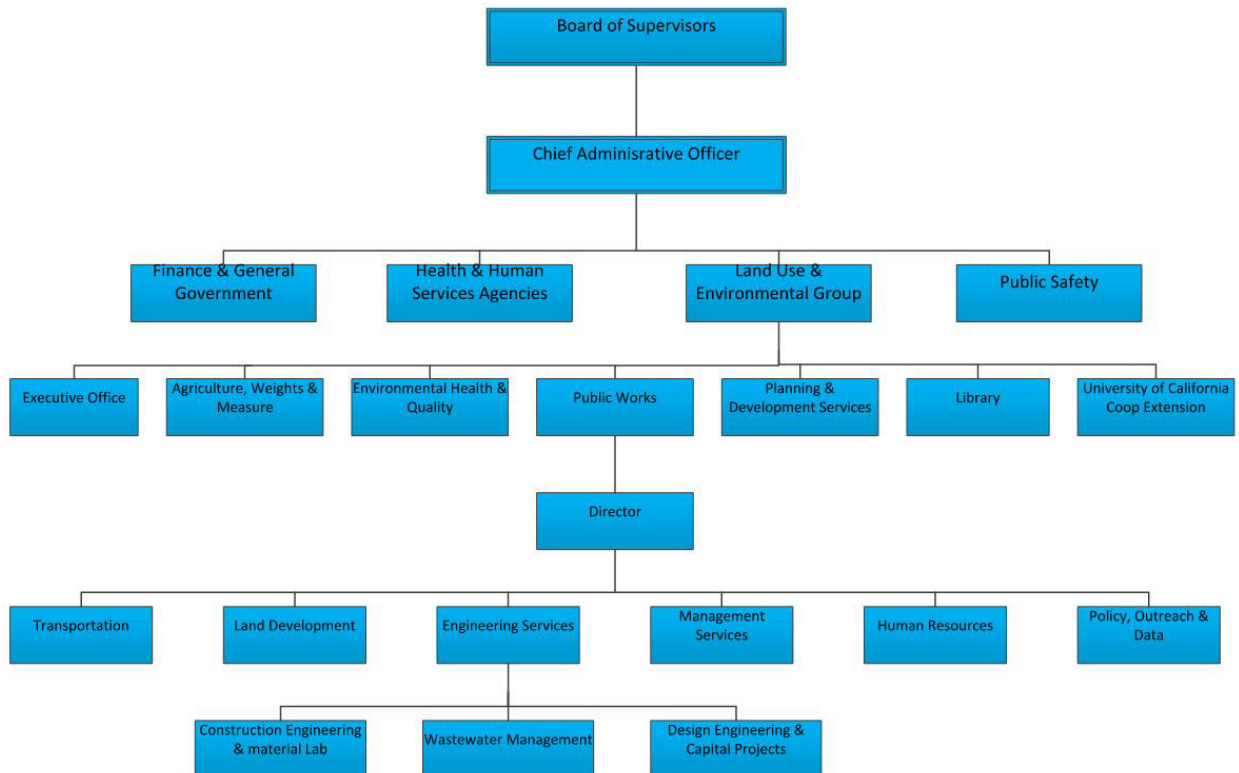 Board of Supervisors
Chief Adminisrative Officer
Finance & General
Government
Health & Human
Services Agencies
Land Use &
Environmental Group
Public Safety
Executive Office
Agriculture, Weights &
Measure
Environmental Health &
Quality
Public Works
Planning &
Development Services
Library
University of California
Coop Extension
Director
Transportation
Land Development
Engineering Services
Management
Services
Human Resources
Policy, Outreach &
Data
Construction Engineering
& material Lab
Wastewater Management
Design Engineering &
Capital Projects